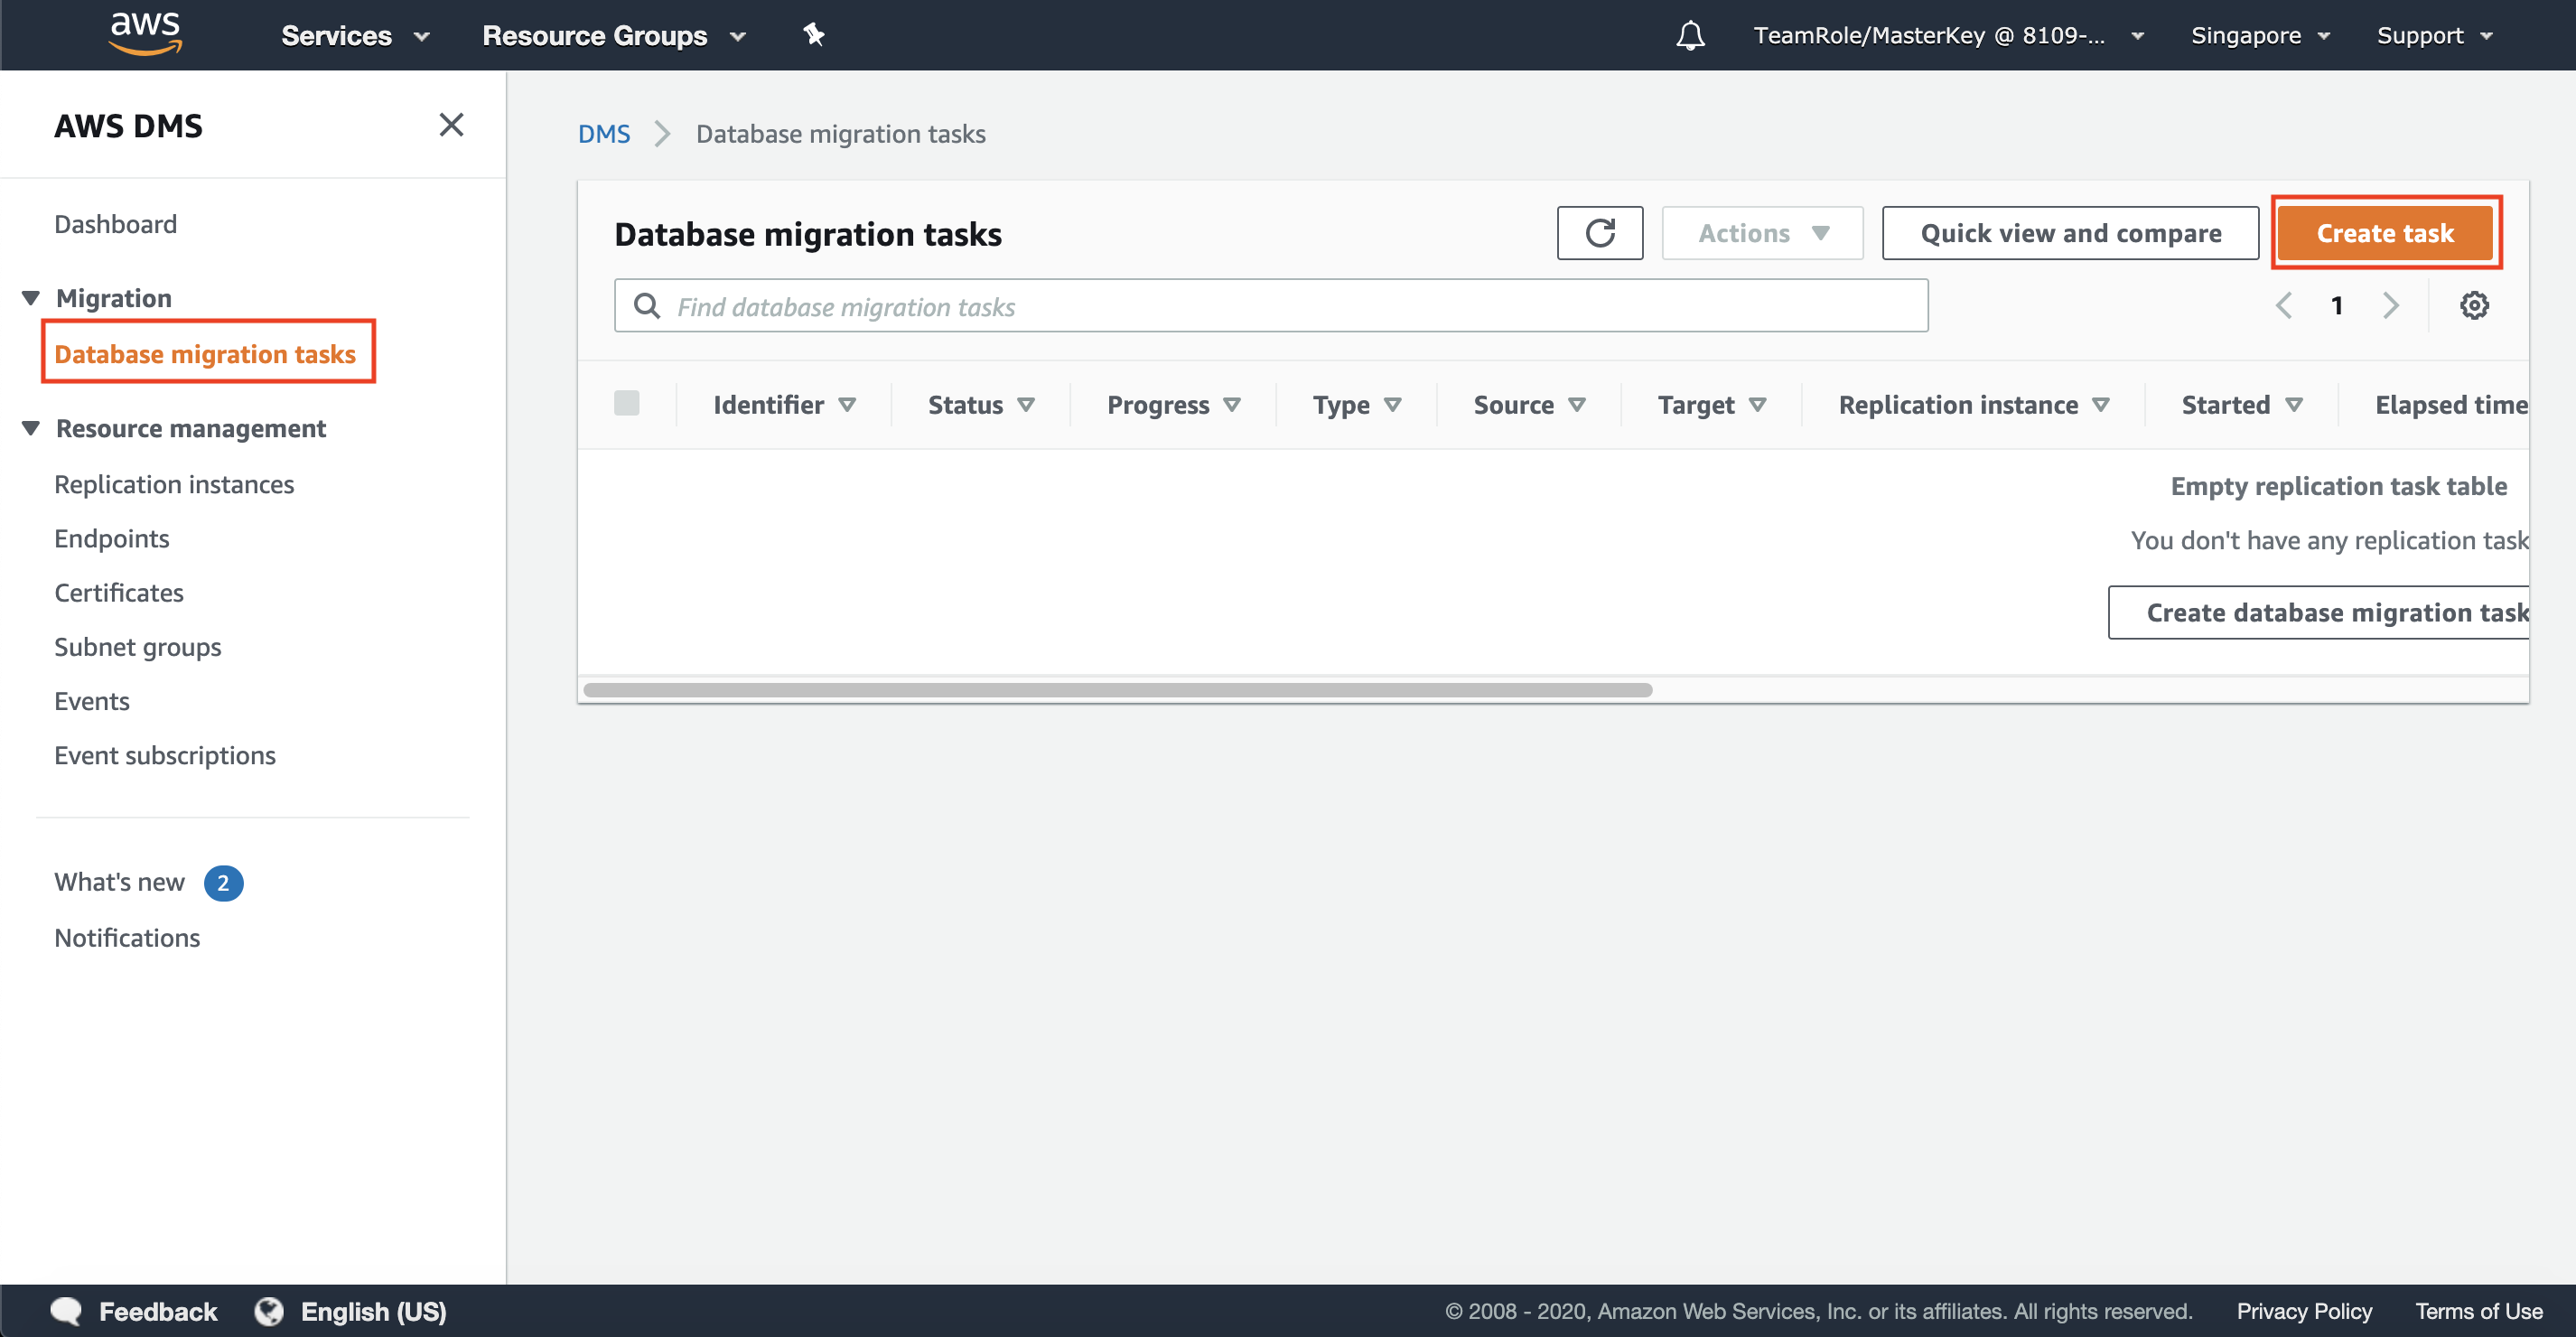 aws
Services
Resource Groups
TeamRole/MasterKey @ 8109-...
Singapore
Support
AWS DMS
Dashboard
Migration
Database migration tasks
Resource management
Replication instances
Endpoints
Certificates
Subnet groups
Events
Event subscriptions
What's new 2
Notifications
DMS
Database migration tasks
Database migration tasks
Actions
Quick view and compare
Create task
Find database migration tasks
1
Identifier
Status
Progress
Type
Source
Target
Replication instance
Started
Elapsed time
Empty replication task table
You don't have any replication task
Create database migration task
Feedback
English (US)
© 2008 - 2020, Amazon Web Services, Inc. or its affiliates. All rights reserved.
Privacy Policy
Terms of Use